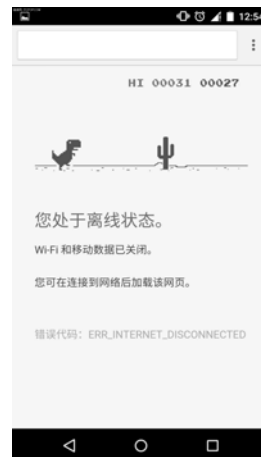 12:54
HI 00031 00027
您处于离线状态。
Wi-Fi 和移动数据已关闭。
您可在连接到网络后加载该网页。
错误代码：ERR_INTERNET_DISCONNECTED